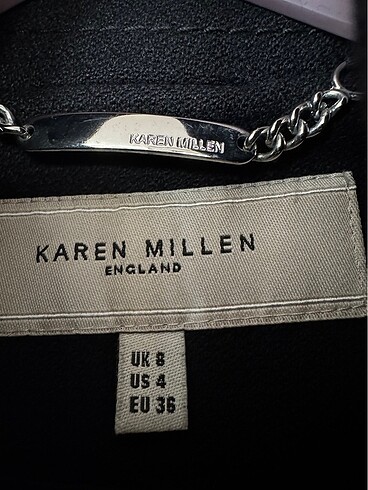 KAREN MILLEN
KAREN MILLEN
ENGLAND
UK 8
US 4
EU 36